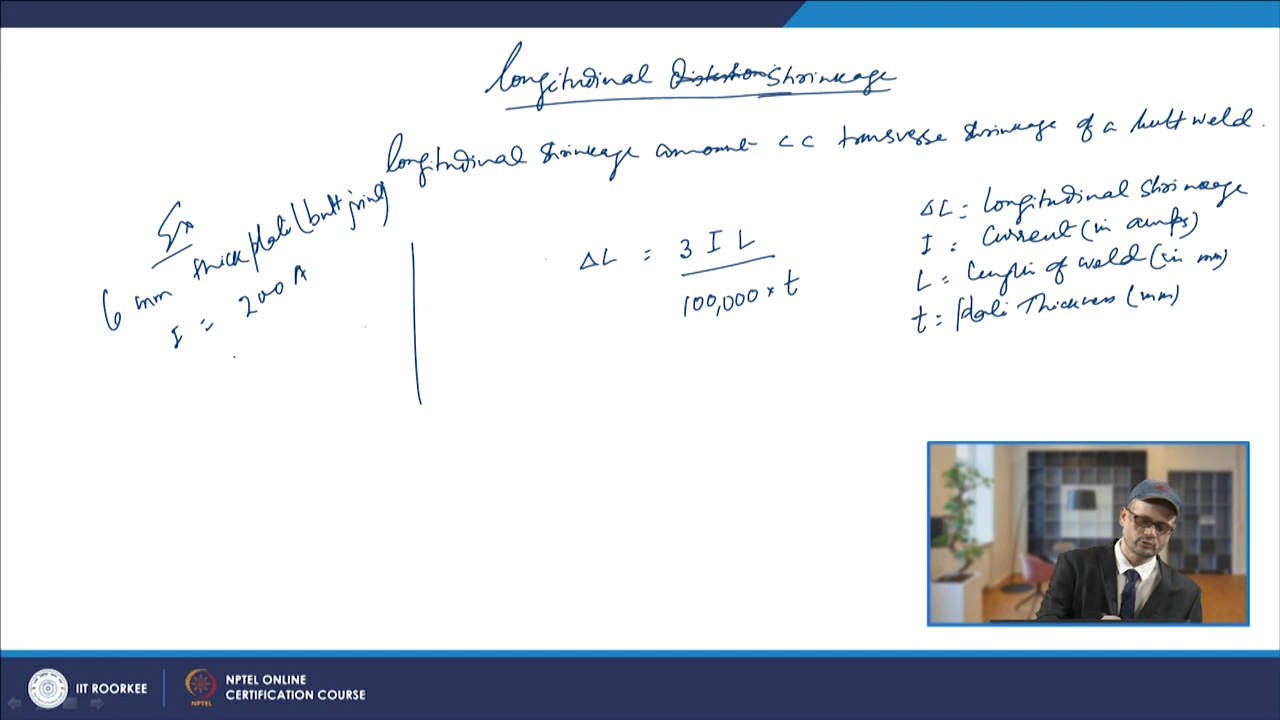 Longitudinal Distortion Shrinkage
Longitudinal Shrinkage amount << transverse shrinkage of a butt weld.
Ex
6 mm thick plate (butt joint)
I = 200 A
ΔL = 3 I L / 100,000 × t
ΔL = Longitudinal Shrinkage
I = Current (in amps)
L = Length of weld (in mm)
t = plate Thickness (mm)
IIT ROORKEE
NPTEL ONLINE
CERTIFICATION COURSE
NPTEL